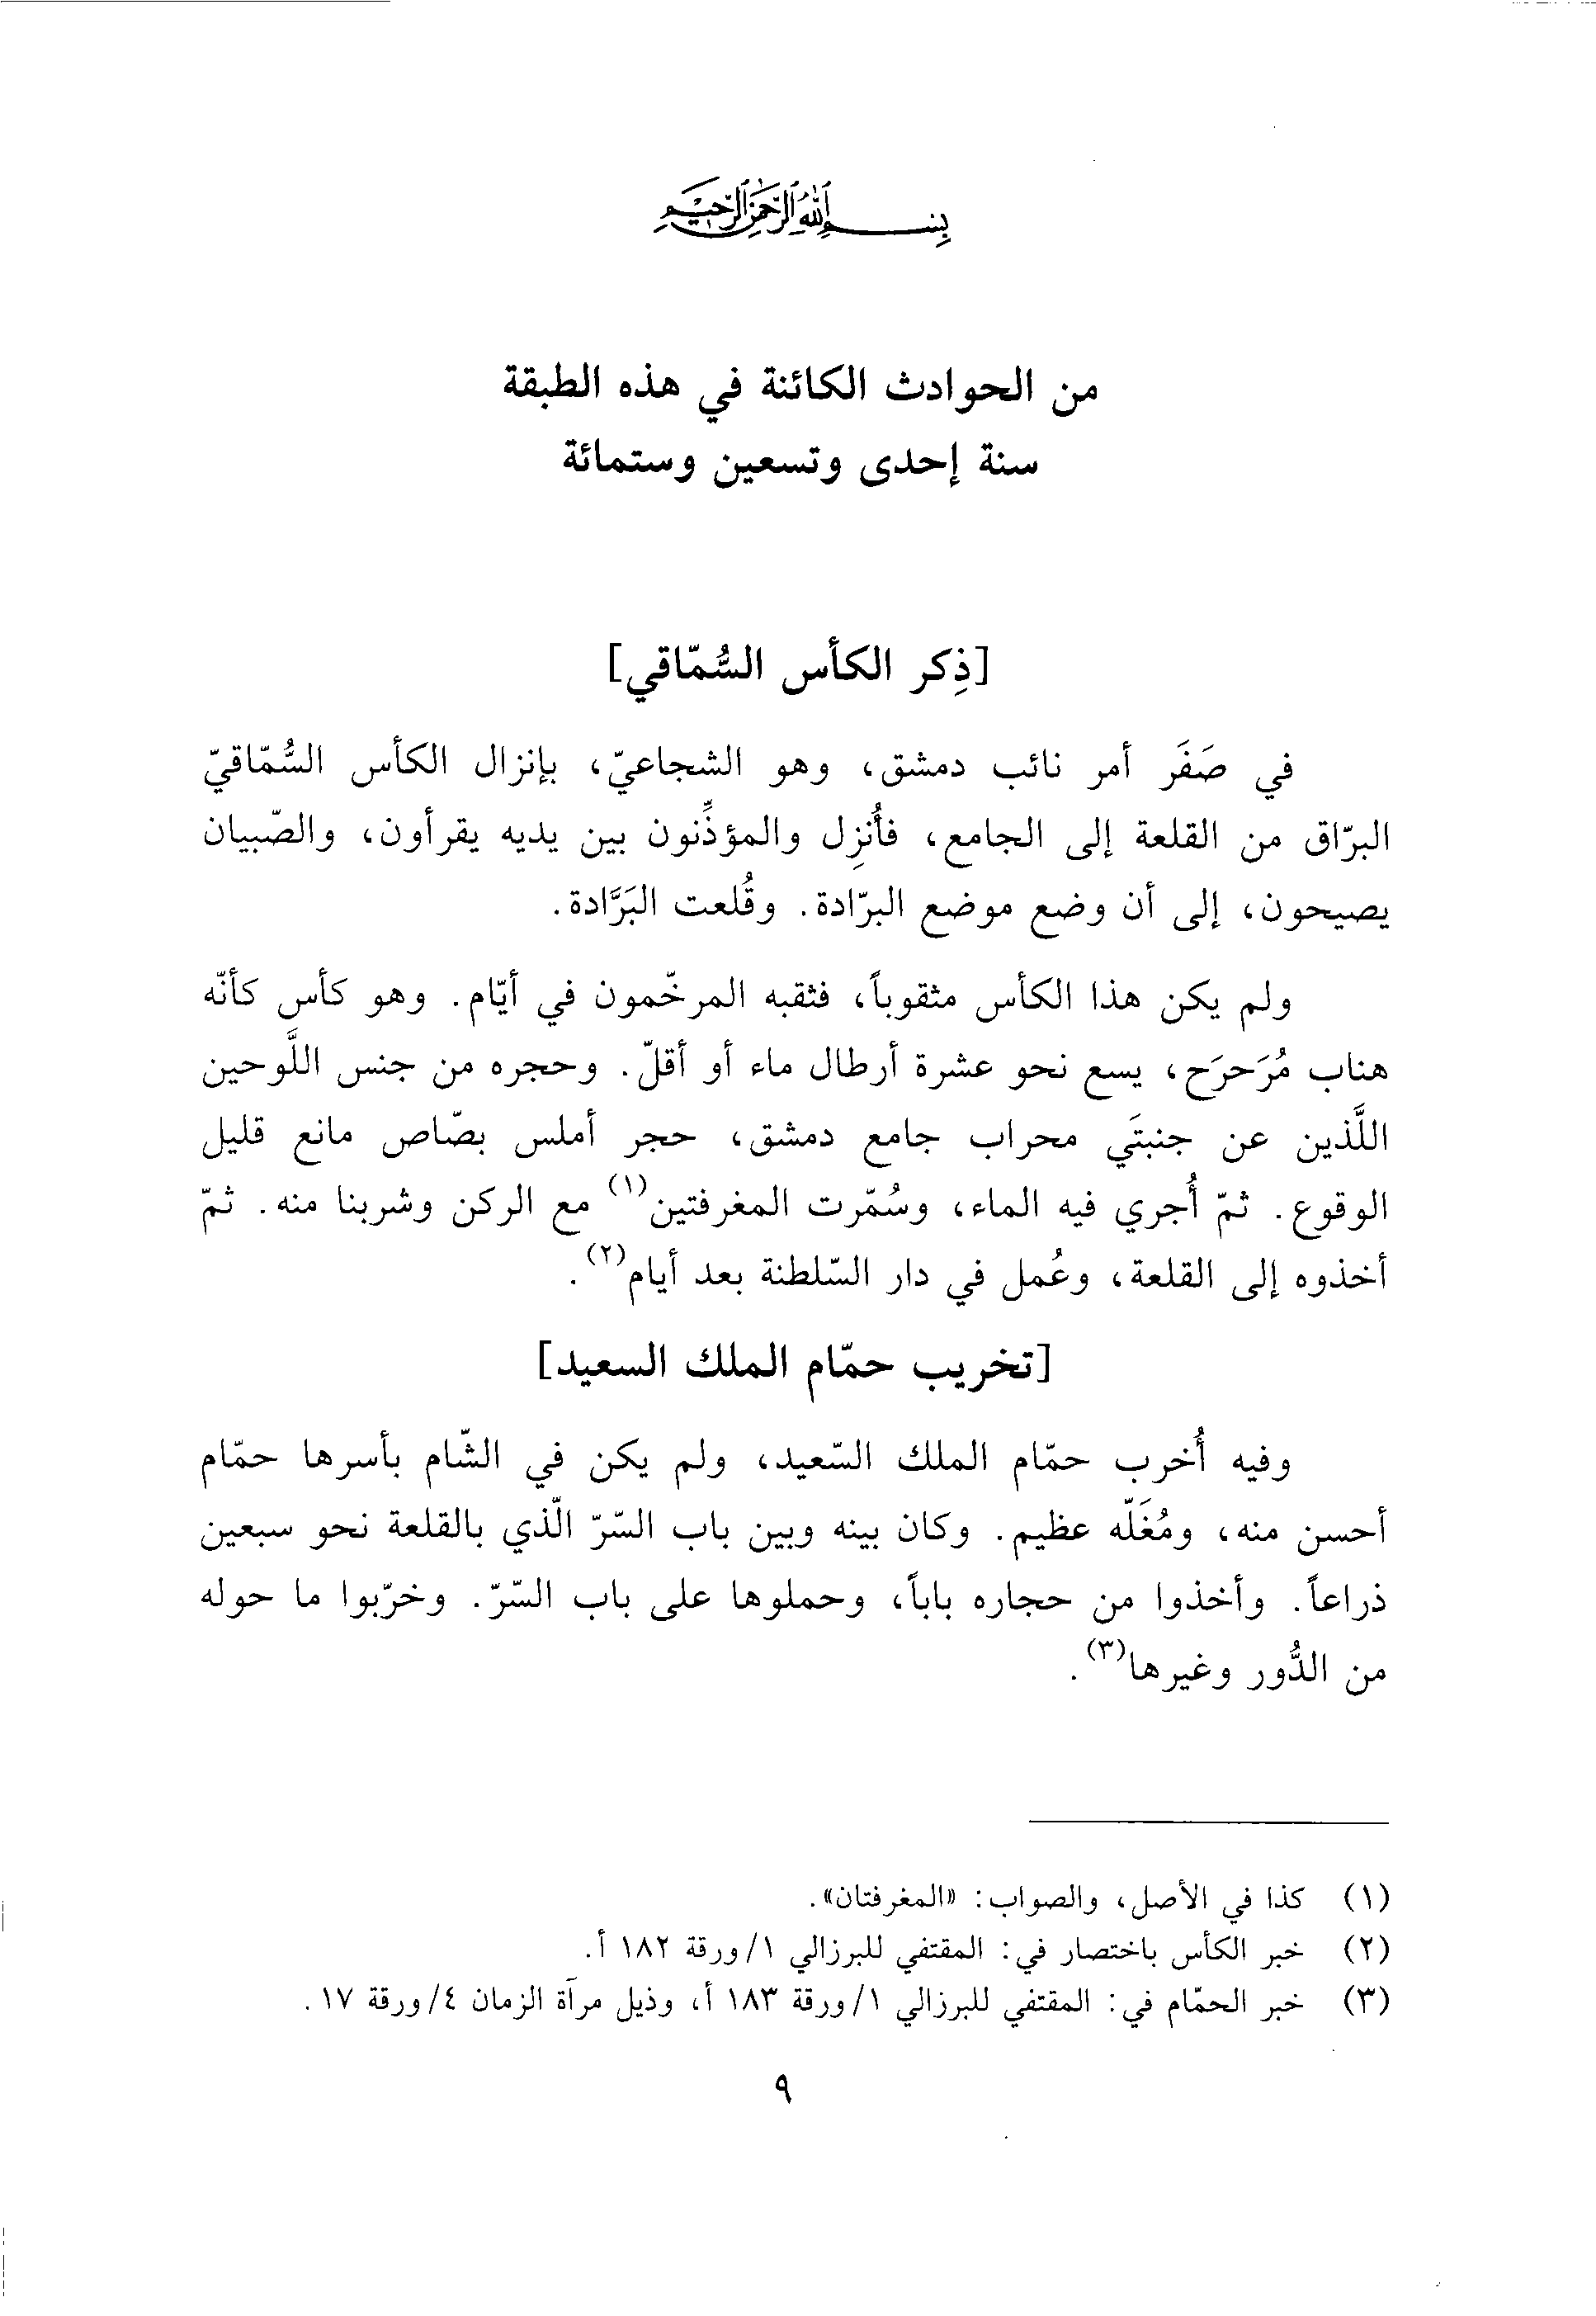 بسم الله الرحمن الرحيم
من الحوادث الكائنة في هذه الطبقة
سنة إحدى وتسعين وستمائة
[ذِكر الكأس السُّمّاقي]
في صَفَر أمر نائب دمشق، وهو الشجاعيّ، بإنزال الكأس السُّمّاقيّ
البرّاق من القلعة إلى الجامع، فأُنزِل والمؤذِّنون بين يديه يقرأون، والصّبيان
يصيحون، إلى أن وضع موضع البرّادة. وقُلعت البَرَّادة.
ولم يكن هذا الكأس مثقوباً، فثقبه المرخّمون في أيّام. وهو كأس كأنّه
هناب مُرَحرَح، يسع نحو عشرة أرطال ماء أو أقلّ. وحجره من جنس اللَّوحين
اللَّذين عن جنبتَي محراب جامع دمشق، حجر أملس بصّاص مانع قليل
الوقوع. ثمّ أُجري فيه الماء، وسُمّرت المغرفتين(١) مع الركن وشربنا منه. ثمّ
أخذوه إلى القلعة، وعُمل في دار السّلطنة بعد أيام(٢).
[تخريب حمّام الملك السعيد]
وفيه أُخرب حمّام الملك السّعيد، ولم يكن في الشّام بأسرها حمّام
أحسن منه، ومُغَلّه عظيم. وكان بينه وبين باب السّرّ الّذي بالقلعة نحو سبعين
ذراعاً. وأخذوا من حجاره باباً، وحملوها على باب السّرّ. وخرّبوا ما حوله
من الدُّور وغيرها(٣).
(١) كذا في الأصل، والصواب: «المغرفتان».
(٢) خبر الكأس باختصار في: المقتفي للبرزالي ١/ورقة ١٨٢ أ.
(٣) خبر الحمّام في: المقتفي للبرزالي ١/ورقة ١٨٣ أ، وذيل مرآة الزمان ٤/ورقة ١٧.
٩